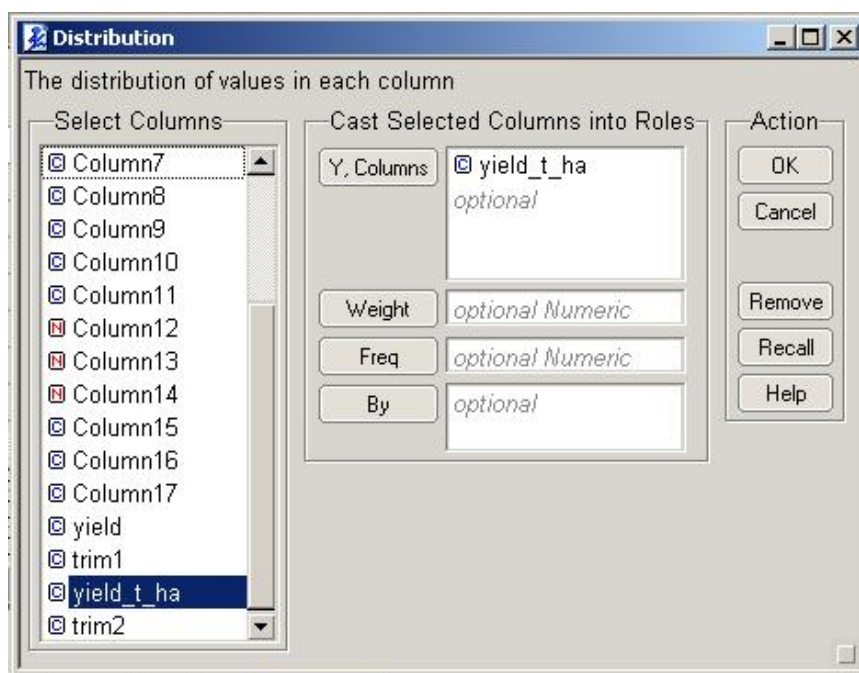 Distribution
The distribution of values in each column
Select Columns
C Column7
C Column8
C Column9
C Column10
C Column11
N Column12
N Column13
N Column14
C Column15
C Column16
C Column17
C yield
C trim1
C yield_t_ha
C trim2
Cast Selected Columns into Roles
Y, Columns
C yield_t_ha
optional
Weight
optional Numeric
Freq
optional Numeric
By
optional
Action
OK
Cancel
Remove
Recall
Help